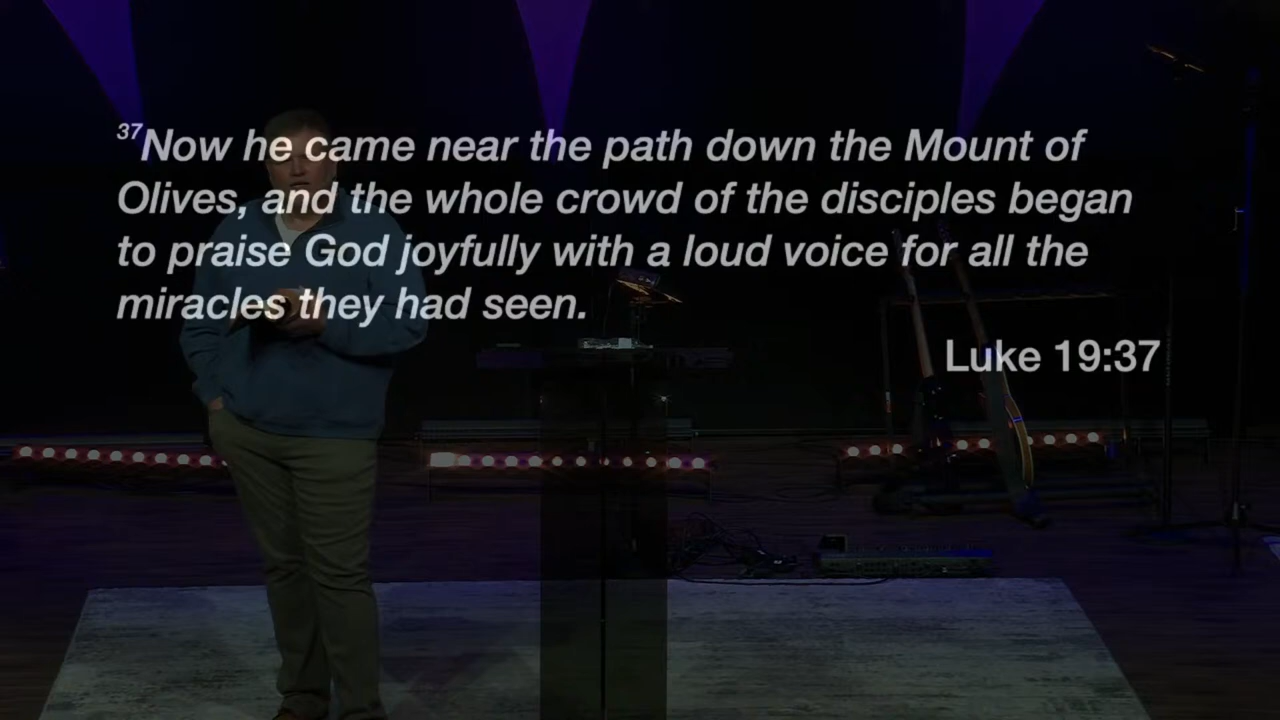 37Now he came near the path down the Mount of
Olives, and the whole crowd of the disciples began
to praise God joyfully with a loud voice for all the
miracles they had seen.
Luke 19:37